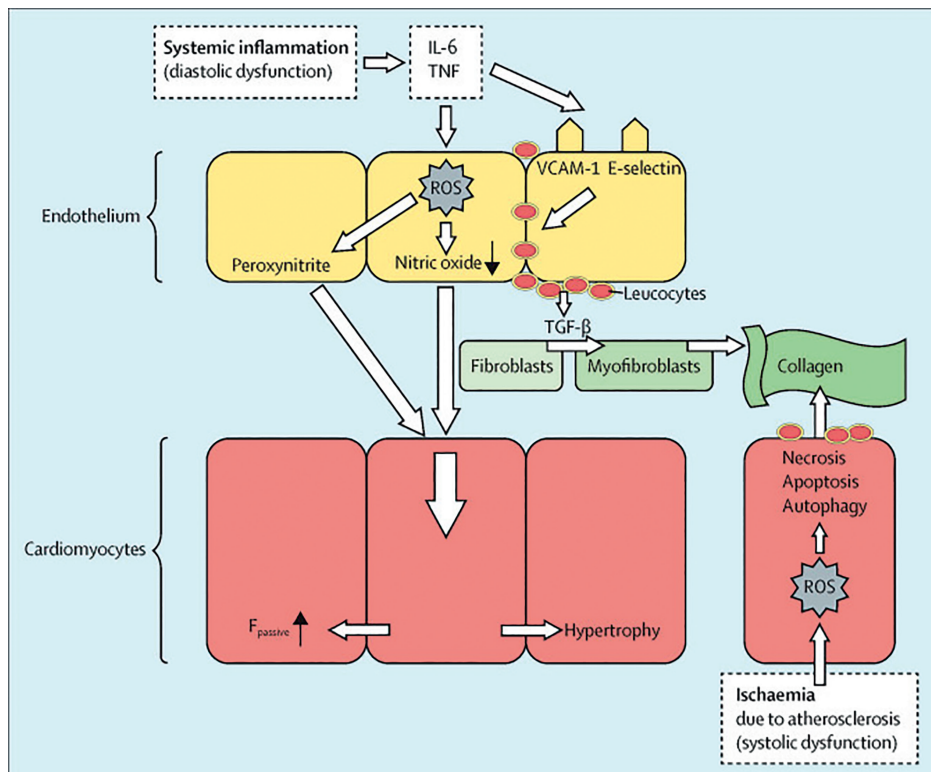 Systemic inflammation
(diastolic dysfunction)
IL-6
TNF
VCAM-1 E-selectin
ROS
Endothelium
Peroxynitrite
Nitric oxide
Leucocytes
TGF-β
Fibroblasts
Myofibroblasts
Collagen
Necrosis
Apoptosis
Autophagy
Cardiomyocytes
ROS
Fpassive
Hypertrophy
Ischaemia
due to atherosclerosis
(systolic dysfunction)